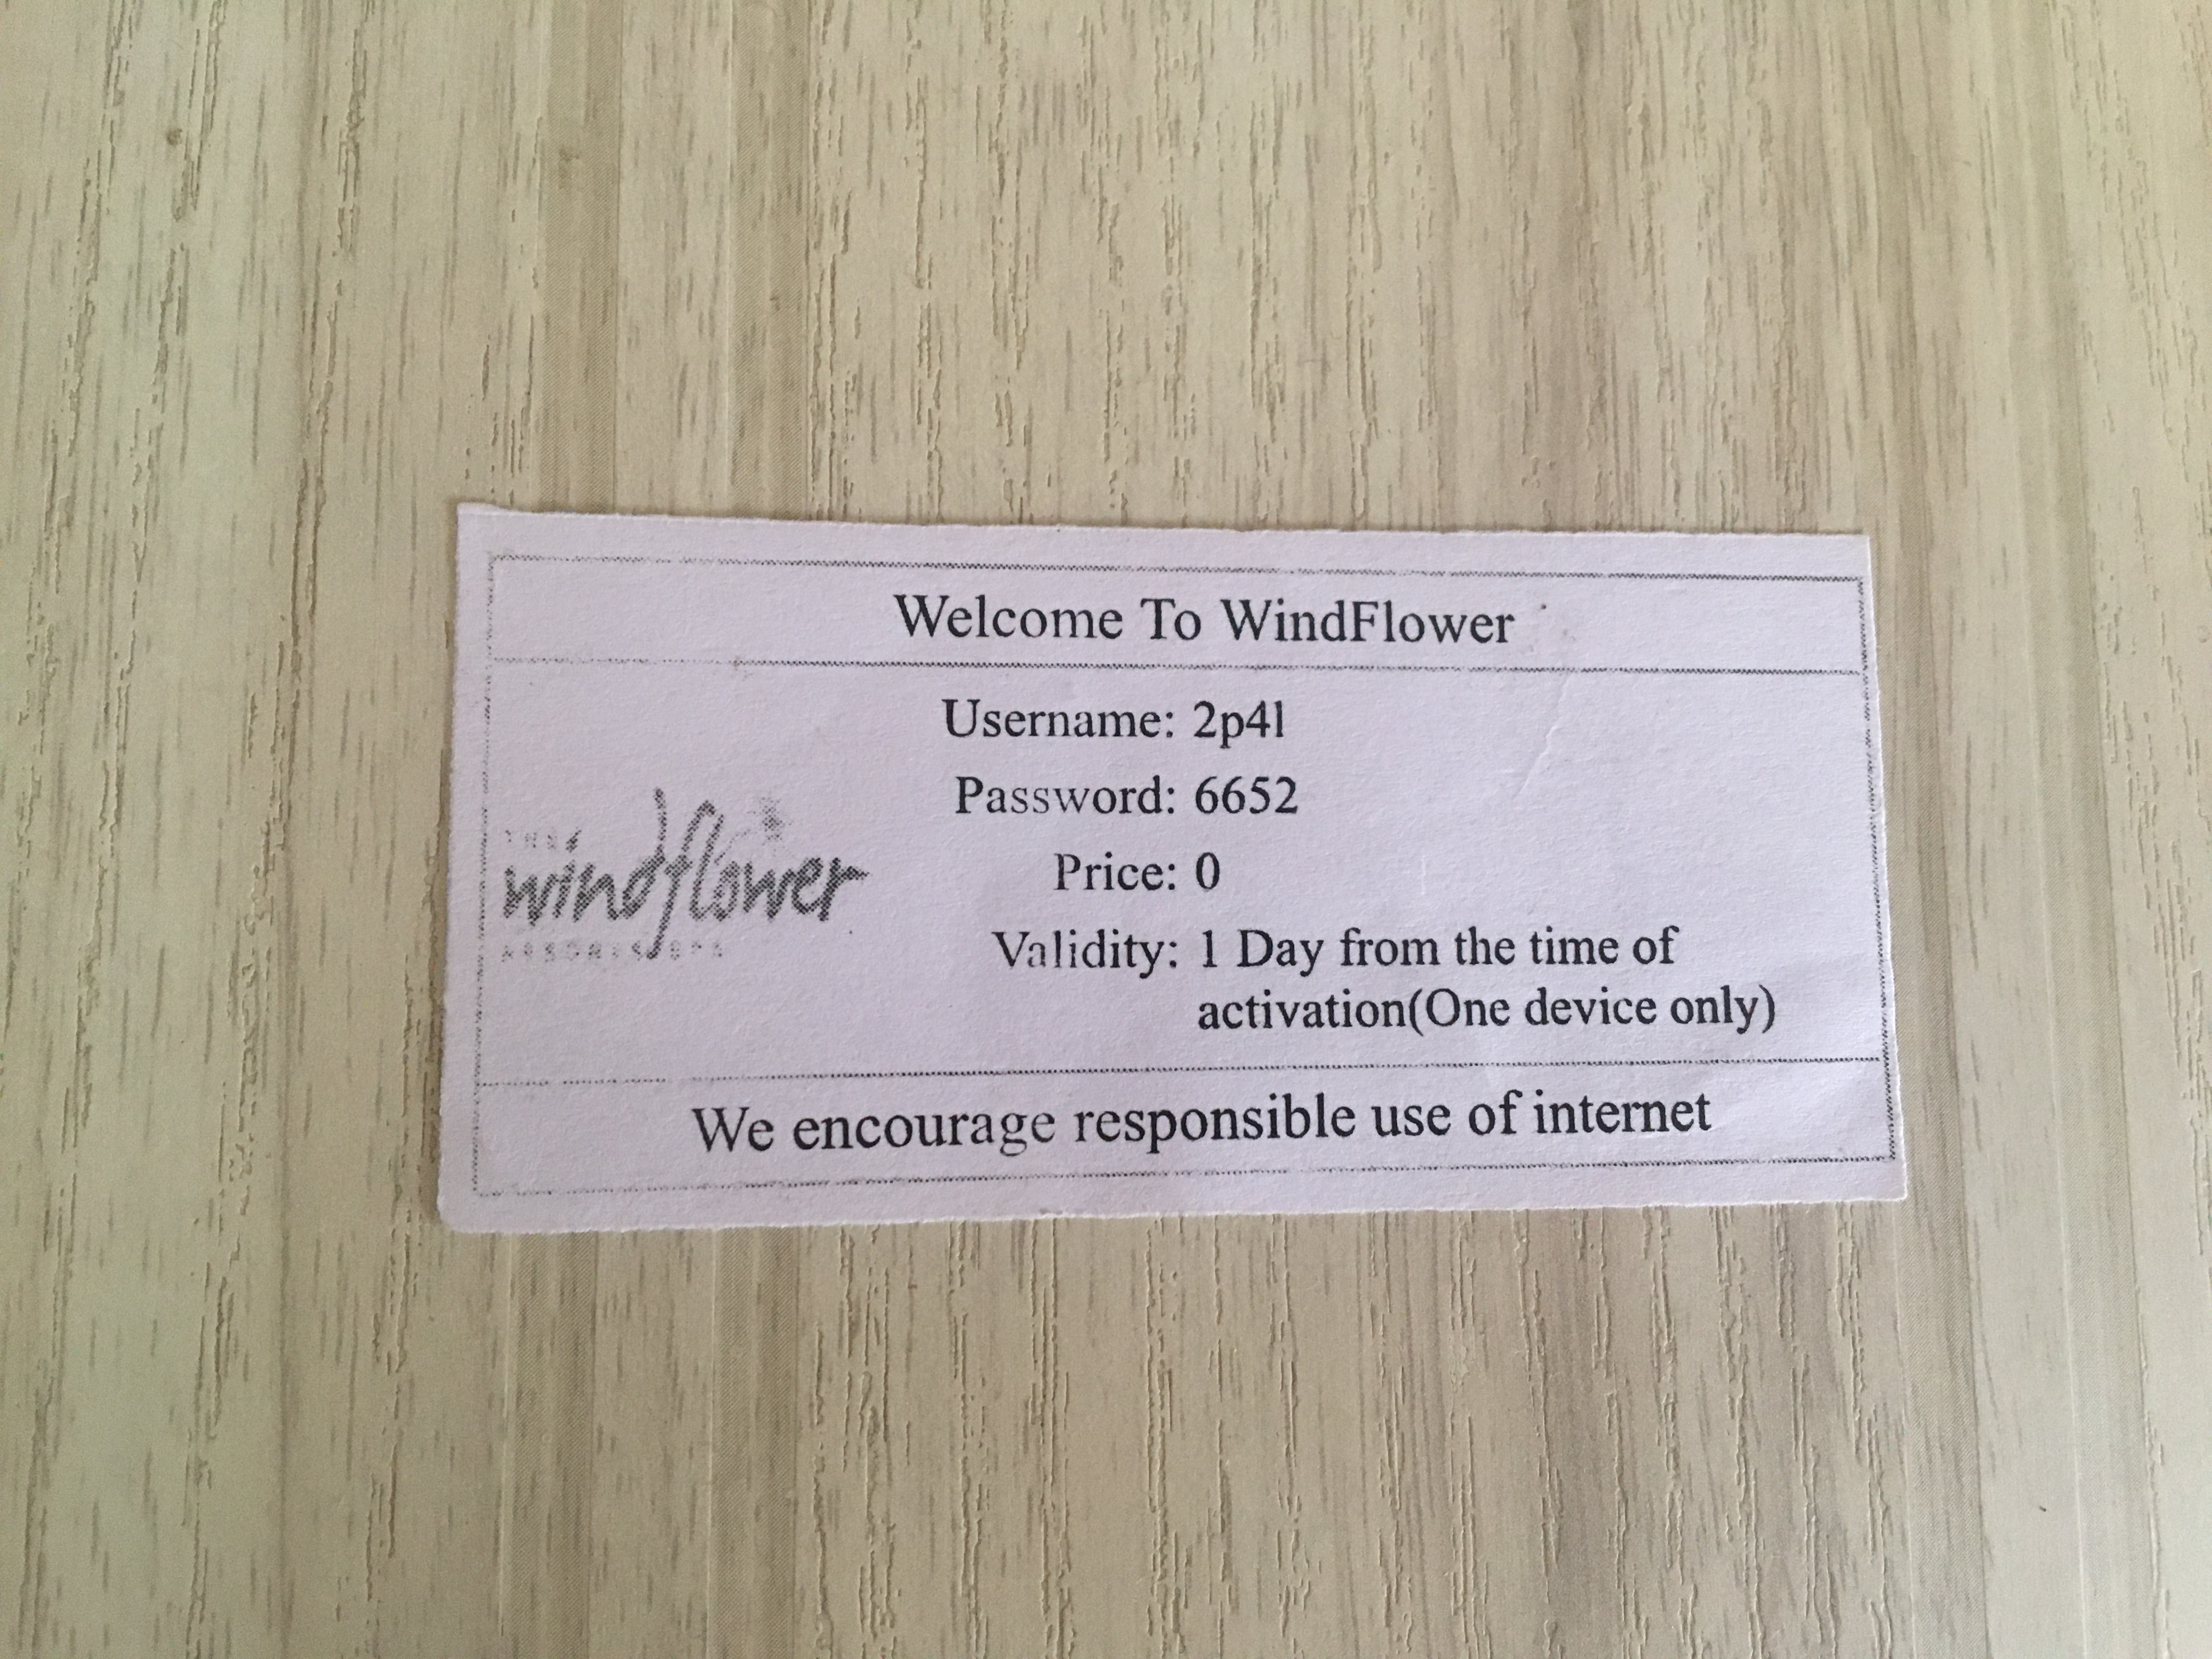 Welcome To WindFlower
Username: 2p4l
Password: 6652
Price: 0
Validity: 1 Day from the time of
activation(One device only)
THE
windflower
RESORTS & SPA
We encourage responsible use of internet